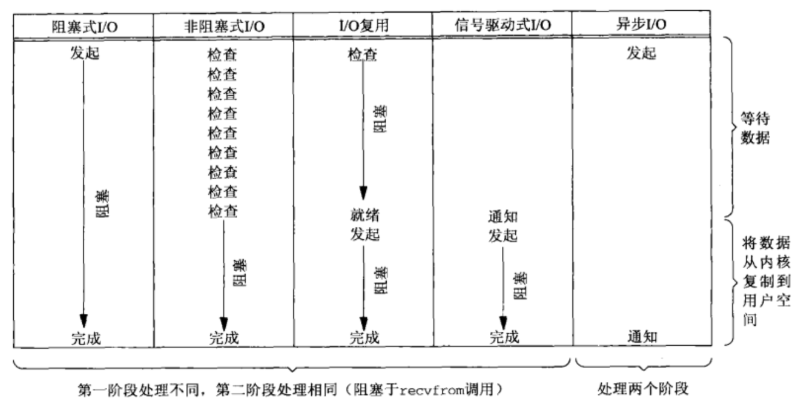 阻塞式I/O 非阻塞式I/O I/O复用 信号驱动式I/O 异步I/O
发起 检查 检查 发起
检查
检查
检查
检查
检查
检查
检查
检查
阻塞
阻塞
就绪 通知
发起 发起
阻塞
阻塞
阻塞
完成 完成 完成 完成 通知
等待
数据
将数据
从内核
复制到
用户空
间
第一阶段处理不同，第二阶段处理相同（阻塞于recvfrom调用）
处理两个阶段